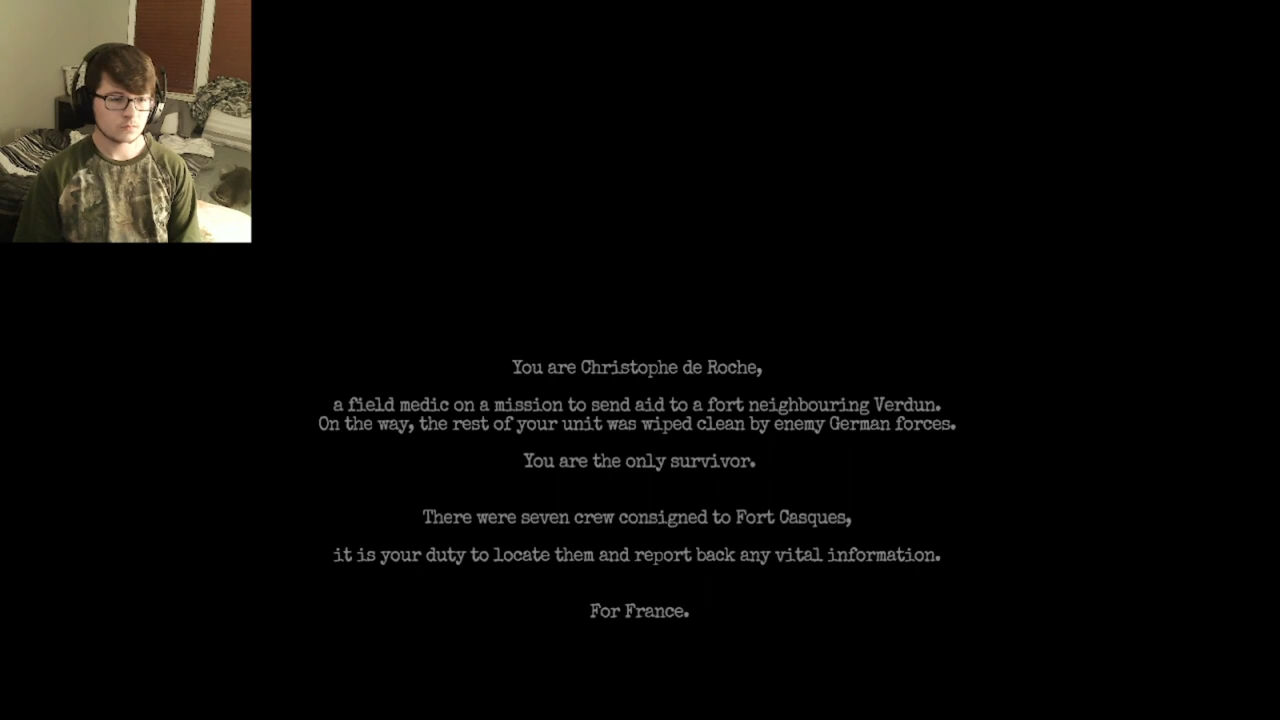 You are Christophe de Roche,
a field medic on a mission to send aid to a fort neighbouring Verdun.
On the way, the rest of your unit was wiped clean by enemy German forces.
You are the only survivor.
There were seven crew consigned to Fort Casques,
it is your duty to locate them and report back any vital information.
For France.